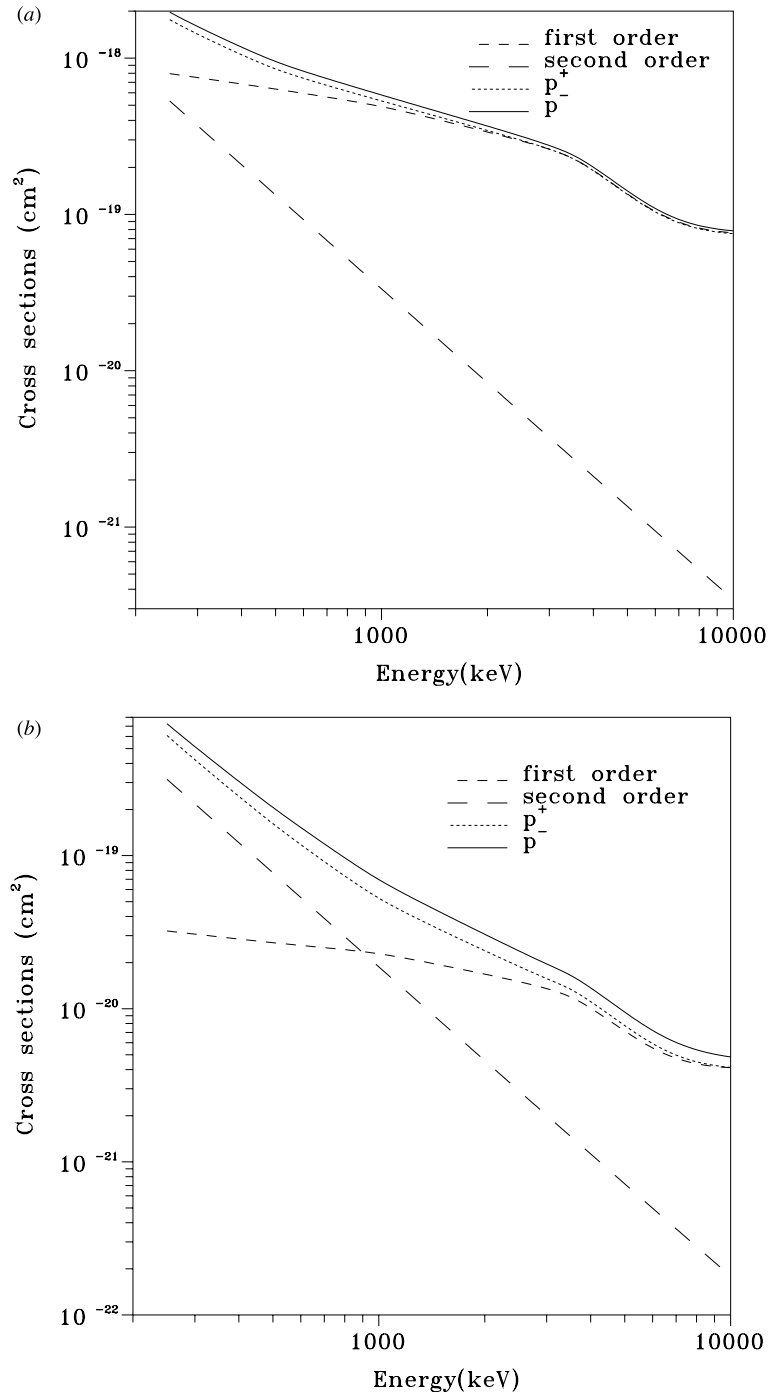 (a)
first order
second order
p+
p−
10 -18
10 -19
10 -20
10 -21
Cross sections (cm2)
1000
10000
Energy(keV)
(b)
first order
second order
p+
p−
10 -19
10 -20
10 -21
10 -22
Cross sections (cm2)
1000
10000
Energy(keV)